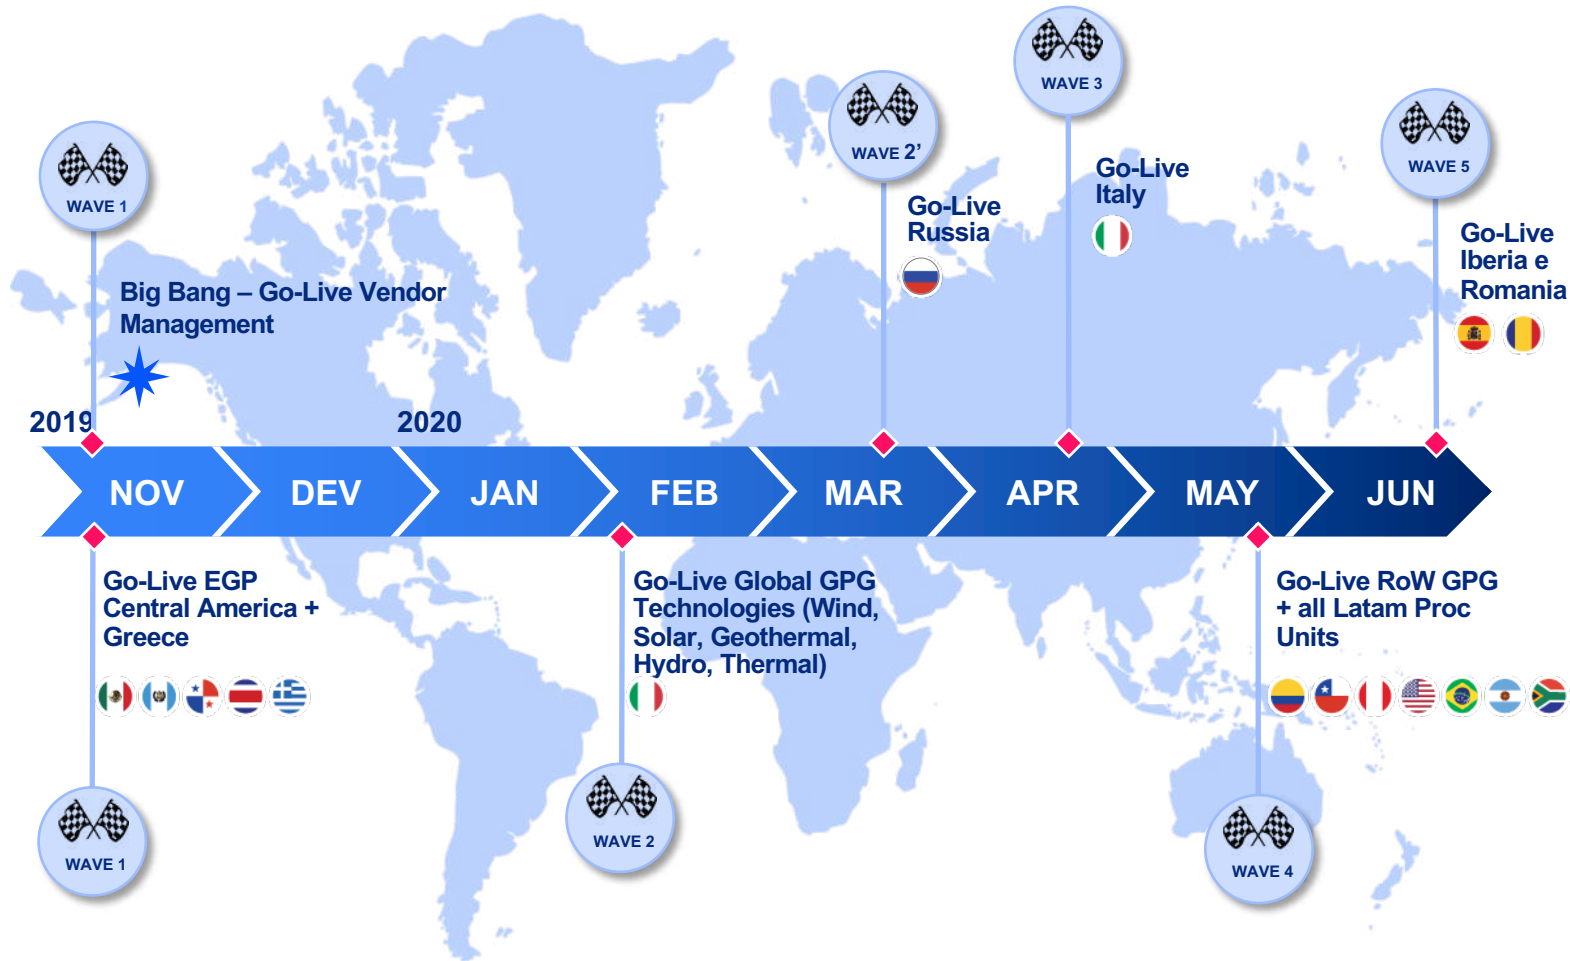 WAVE 1
WAVE 2’
WAVE 3
WAVE 5
Big Bang – Go-Live Vendor
Management
Go-Live
Russia
Go-Live
Italy
Go-Live
Iberia e
Romania
2019
2020
NOV
DEV
JAN
FEB
MAR
APR
MAY
JUN
Go-Live EGP
Central America +
Greece
Go-Live Global GPG
Technologies (Wind,
Solar, Geothermal,
Hydro, Thermal)
Go-Live RoW GPG
+ all Latam Proc
Units
WAVE 1
WAVE 2
WAVE 4